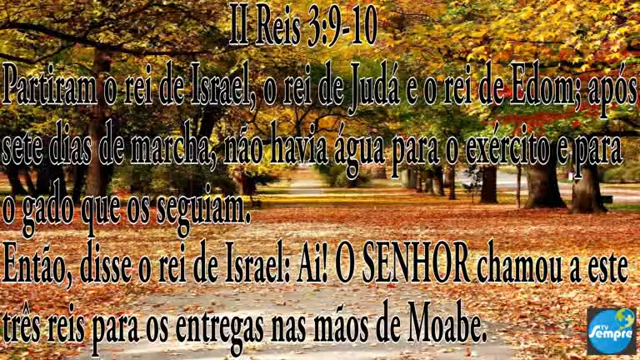 II Reis 3:9-10
Partiram o rei de Israel, o rei de Judá e o rei de Edom; após
sete dias de marcha, não havia água para o exército e para
o gado que os seguiam.
Então, disse o rei de Israel: Ai! O SENHOR chamou a este
três reis para os entregas nas mãos de Moabe.
TV
Sempre